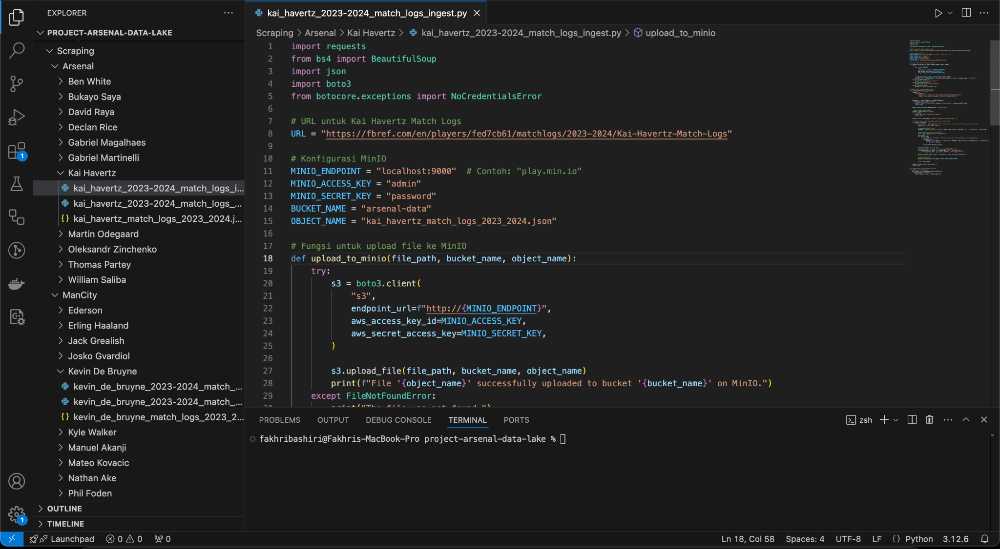 EXPLORER
PROJECT-ARSENAL-DATA-LAKE
Scraping
Arsenal
Ben White
Bukayo Saya
David Raya
Declan Rice
Gabriel Magalhaes
Gabriel Martinelli
Kai Havertz
kai_havertz_2023-2024_match_logs_i...
kai_havertz_2023-2024_match_logs_...
{} kai_havertz_match_logs_2023_2024.j...
Martin Odegaard
Oleksandr Zinchenko
Thomas Partey
William Saliba
ManCity
Ederson
Erling Haaland
Jack Grealish
Josko Gvardiol
Kevin De Bruyne
kevin_de_bruyne_2023-2024_match_...
kevin_de_bruyne_2023-2024_match_...
{} kevin_de_bruyne_match_logs_2023_2...
Kyle Walker
Manuel Akanji
Mateo Kovacic
Nathan Ake
Phil Foden
OUTLINE
TIMELINE
1
1
kai_havertz_2023-2024_match_logs_ingest.py
Scraping > Arsenal > Kai Havertz > kai_havertz_2023-2024_match_logs_ingest.py > upload_to_minio
1 import requests
2 from bs4 import BeautifulSoup
3 import json
4 import boto3
5 from botocore.exceptions import NoCredentialsError
6
7 # URL untuk Kai Havertz Match Logs
8 URL = "https://fbref.com/en/players/fed7cb61/matchlogs/2023-2024/Kai-Havertz-Match-Logs"
9
10 # Konfigurasi MinIO
11 MINIO_ENDPOINT = "localhost:9000"  # Contoh: "play.min.io"
12 MINIO_ACCESS_KEY = "admin"
13 MINIO_SECRET_KEY = "password"
14 BUCKET_NAME = "arsenal-data"
15 OBJECT_NAME = "kai_havertz_match_logs_2023_2024.json"
16
17 # Fungsi untuk upload file ke MinIO
18 def upload_to_minio(file_path, bucket_name, object_name):
19 try:
20 s3 = boto3.client(
21 "s3",
22 endpoint_url=f"http://{MINIO_ENDPOINT}",
23 aws_access_key_id=MINIO_ACCESS_KEY,
24 aws_secret_access_key=MINIO_SECRET_KEY,
25 )
26
27 s3.upload_file(file_path, bucket_name, object_name)
28 print(f"File '{object_name}' successfully uploaded to bucket '{bucket_name}' on MinIO.")
29 except FileNotFoundError:
30 print("The file was not found.")
PROBLEMS OUTPUT DEBUG CONSOLE TERMINAL PORTS zsh
fakhribashiri@Fakhris-MacBook-Pro project-arsenal-data-lake %
Launchpad 0 0 0 Ln 18, Col 58 Spaces: 4 UTF-8 LF {} Python 3.12.6